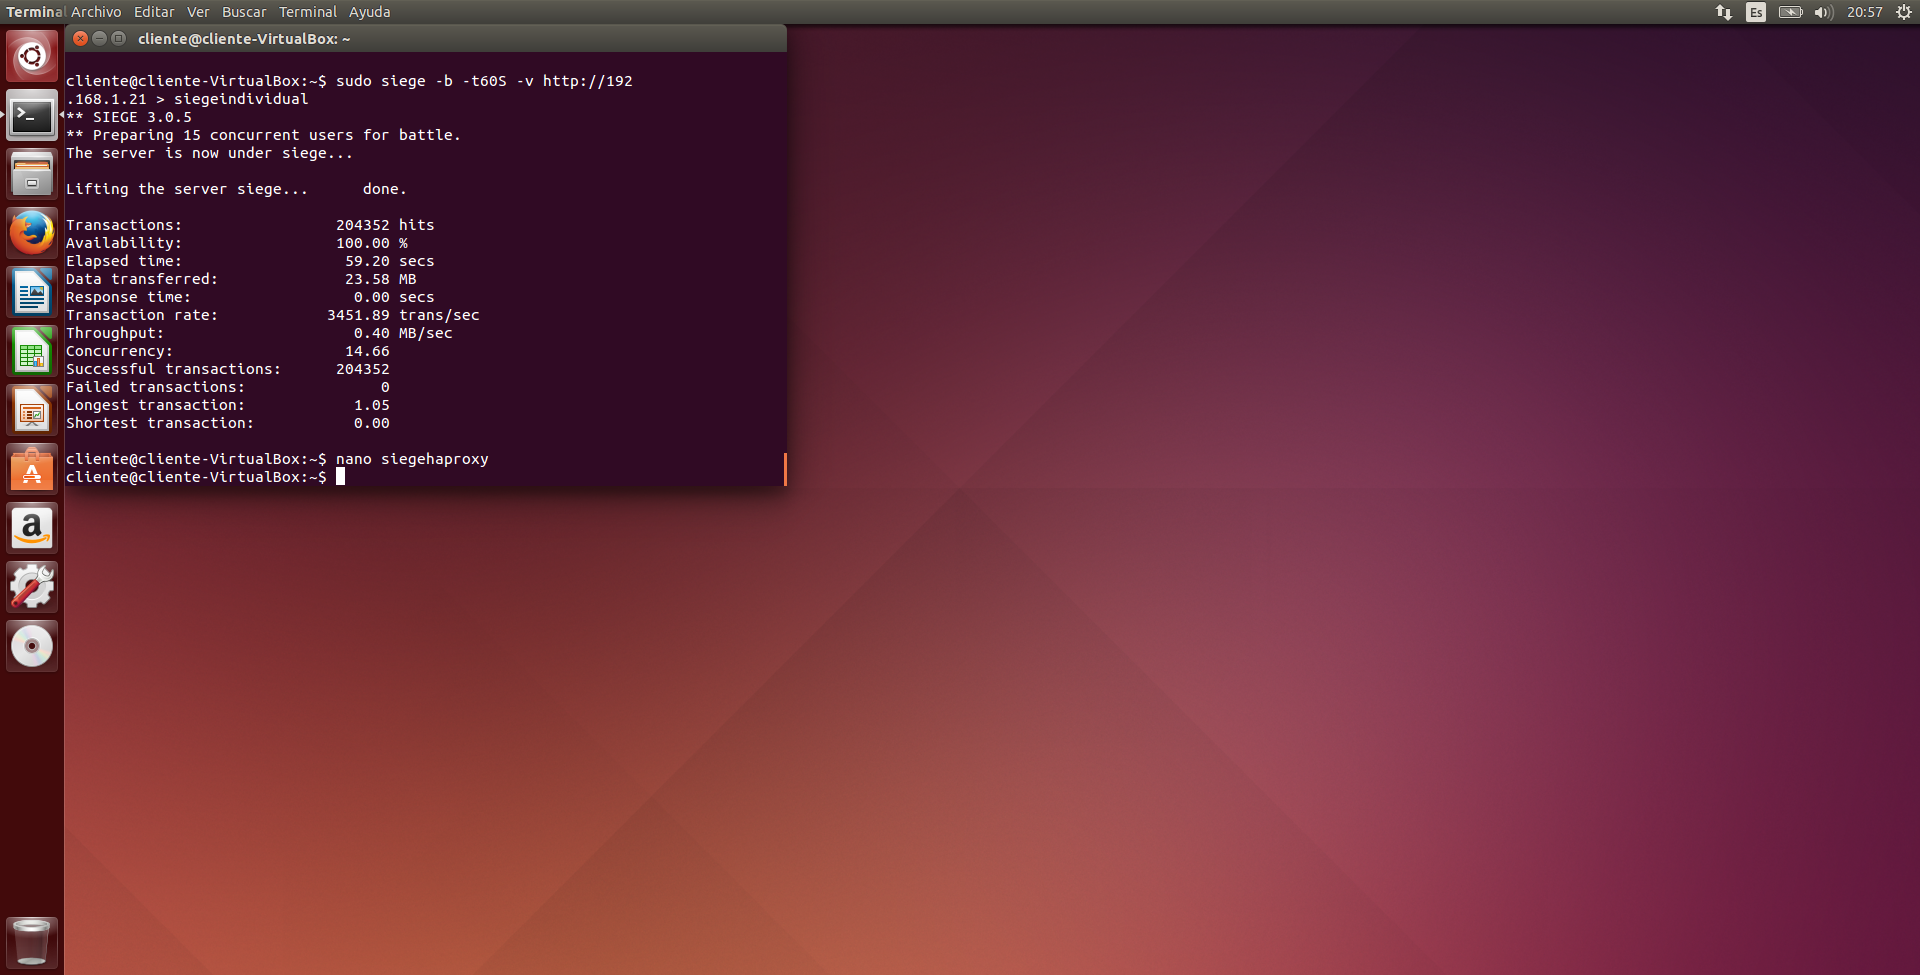 Terminal Archivo Editar Ver Buscar Terminal Ayuda Es 20:57
cliente@cliente-VirtualBox: ~
cliente@cliente-VirtualBox:~$ sudo siege -b -t60S -v http://192
.168.1.21 > siegeindividual
** SIEGE 3.0.5
** Preparing 15 concurrent users for battle.
The server is now under siege...
Lifting the server siege...      done.
Transactions:                 204352 hits
Availability:                 100.00 %
Elapsed time:                  59.20 secs
Data transferred:              23.58 MB
Response time:                  0.00 secs
Transaction rate:            3451.89 trans/sec
Throughput:                     0.40 MB/sec
Concurrency:                   14.66
Successful transactions:      204352
Failed transactions:               0
Longest transaction:            1.05
Shortest transaction:           0.00
cliente@cliente-VirtualBox:~$ nano siegehaproxy
cliente@cliente-VirtualBox:~$